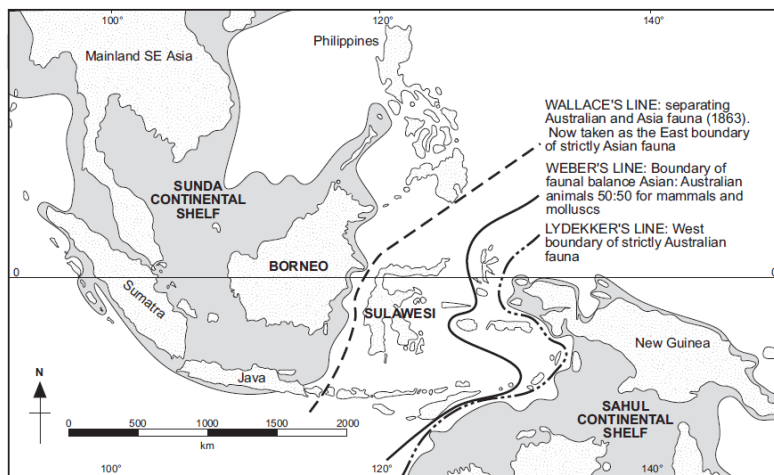 100°
120°
140°
Philippines
Mainland SE Asia
WALLACE'S LINE: separating
Australian and Asia fauna (1863).
Now taken as the East boundary
of strictly Asian fauna
WEBER'S LINE: Boundary of
faunal balance Asian: Australian
animals 50:50 for mammals and
molluscs
SUNDA
CONTINENTAL
SHELF
LYDEKKER'S LINE: West
boundary of strictly Australian
fauna
BORNEO
0
0
Sumatra
SULAWESI
New Guinea
Java
N
SAHUL
CONTINENTAL
SHELF
0 500 1000 1500 2000
km
100°
120°
140°